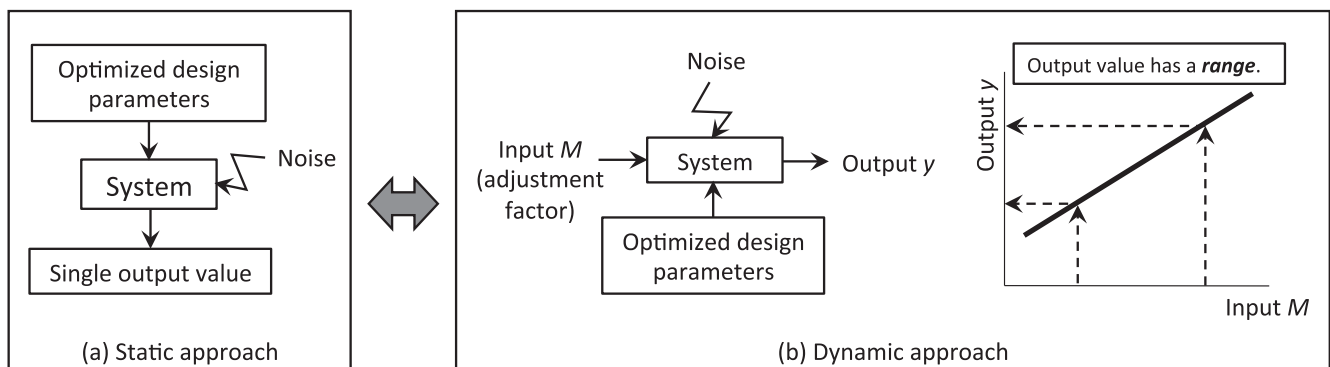 Optimized design
parameters
System
Noise
Single output value
(a) Static approach
Noise
Input M
(adjustment
factor)
System
Output y
Optimized design
parameters
Output value has a range.
Output y
Input M
(b) Dynamic approach